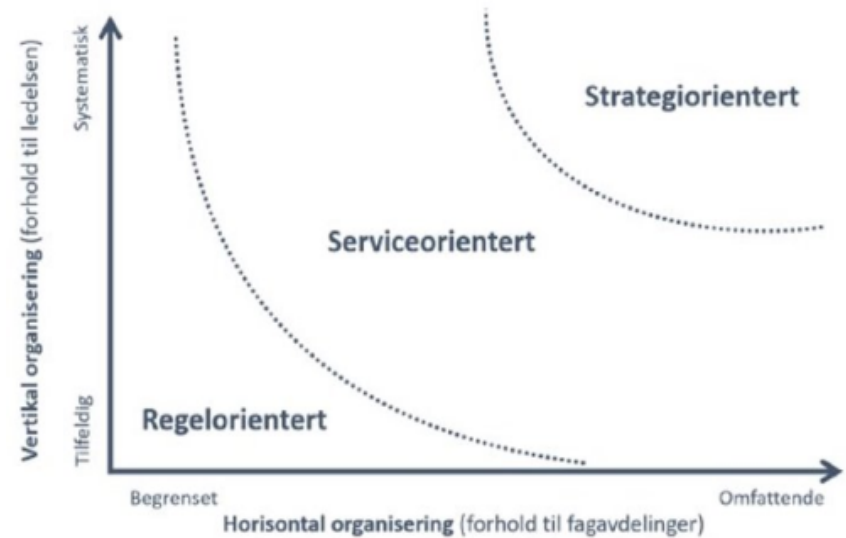 Vertikal organisering (forhold til ledelsen)
Systematisk
Tilfeldig
Strategiorientert
Serviceorientert
Regelorientert
Begrenset
Omfattende
Horisontal organisering (forhold til fagavdelinger)